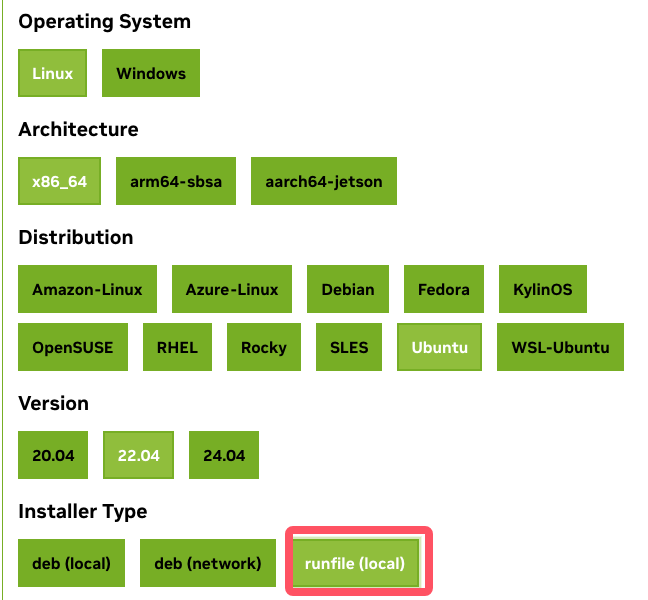 Operating System
Linux Windows
Architecture
x86_64 arm64-sbsa aarch64-jetson
Distribution
Amazon-Linux Azure-Linux Debian Fedora KylinOS
OpenSUSE RHEL Rocky SLES Ubuntu WSL-Ubuntu
Version
20.04 22.04 24.04
Installer Type
deb (local) deb (network) runfile (local)